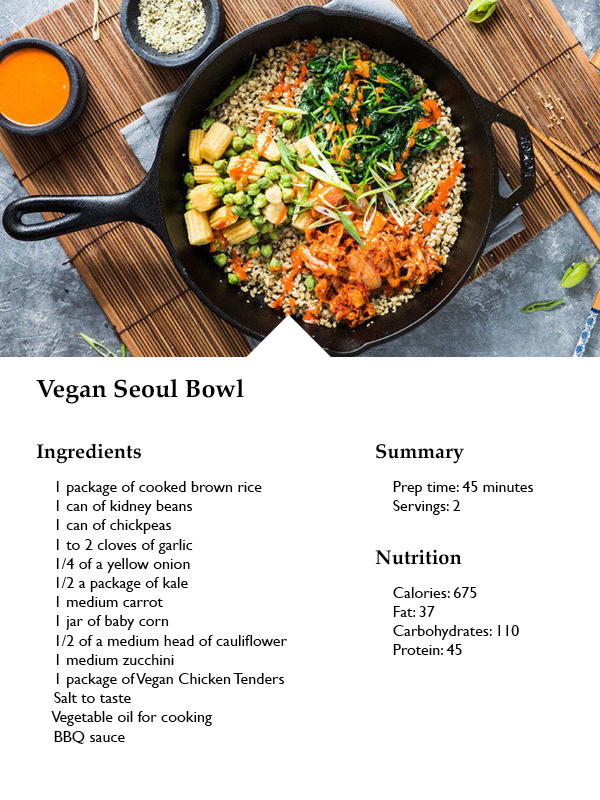 Vegan Seoul Bowl
Ingredients
1 package of cooked brown rice
1 can of kidney beans
1 can of chickpeas
1 to 2 cloves of garlic
1/4 of a yellow onion
1/2 a package of kale
1 medium carrot
1 jar of baby corn
1/2 of a medium head of cauliflower
1 medium zucchini
1 package of Vegan Chicken Tenders
Salt to taste
Vegetable oil for cooking
BBQ sauce
Summary
Prep time: 45 minutes
Servings: 2
Nutrition
Calories: 675
Fat: 37
Carbohydrates: 110
Protein: 45